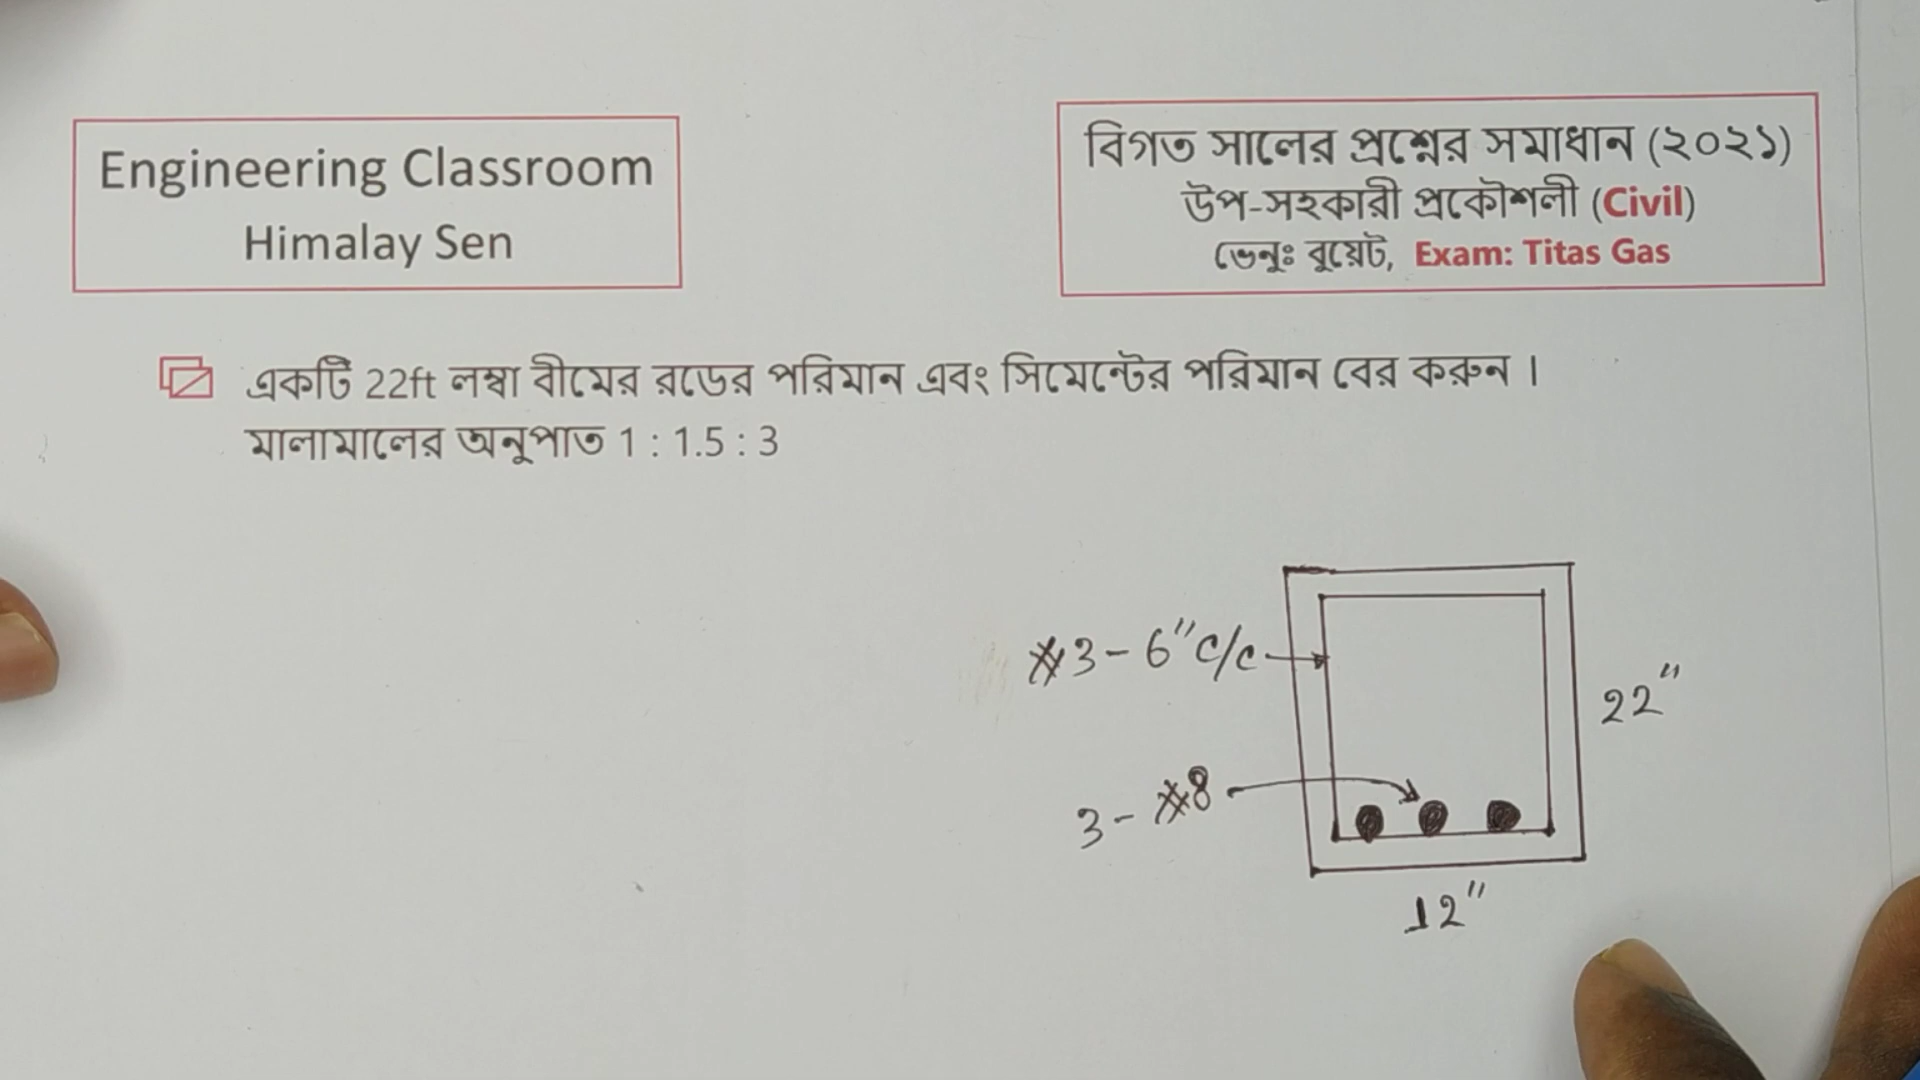 Engineering Classroom
Himalay Sen
বিগত সালের প্রশ্নের সমাধান (২০২১)
উপ-সহকারী প্রকৌশলী (Civil)
ভেনুঃ বুয়েট, Exam: Titas Gas
একটি 22ft লম্বা বীমের রডের পরিমান এবং সিমেন্টের পরিমান বের করুন ।
মালামালের অনুপাত 1 : 1.5 : 3
#3 - 6" c/c
22"
3 - #8
12"